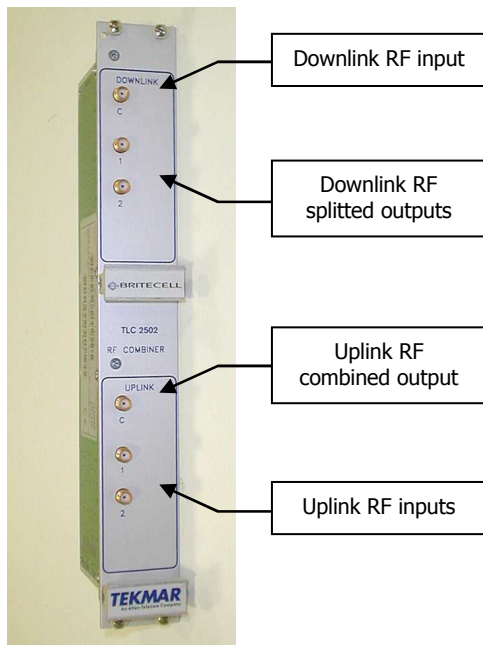 DOWNLINK
C
1
2
BRITECELL
TLC 2502
RF COMBINER
UPLINK
C
1
2
TEKMAR
An Allen Telecom Company
Downlink RF input
Downlink RF
splitted outputs
Uplink RF
combined output
Uplink RF inputs